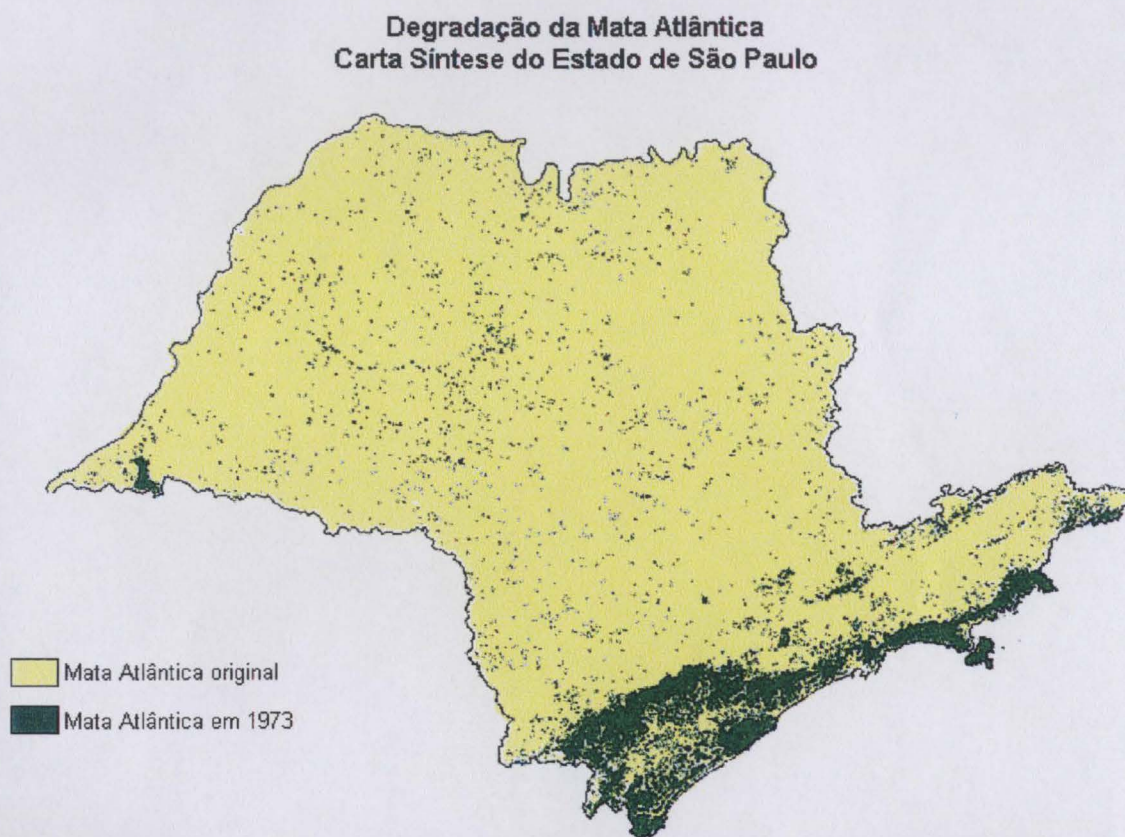 Degradação da Mata Atlântica
Carta Síntese do Estado de São Paulo
Mata Atlântica original
Mata Atlântica em 1973